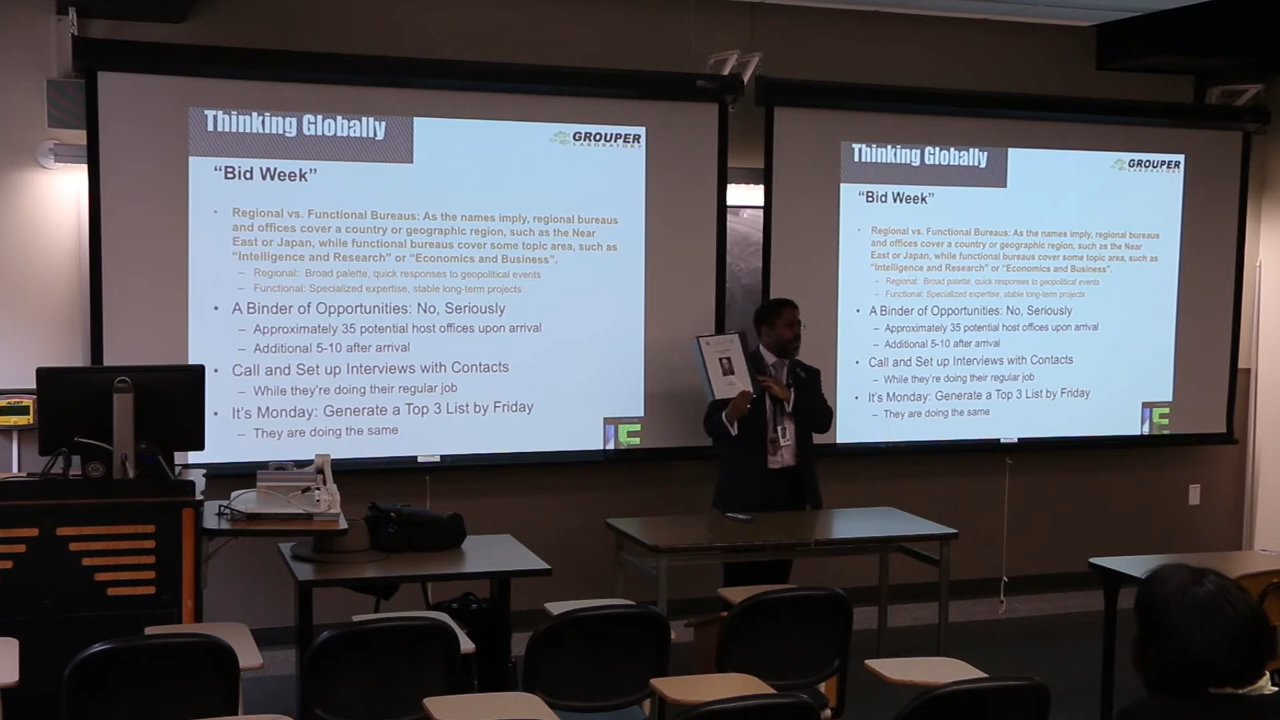 Thinking Globally
GROUPER
LABORATORY
“Bid Week”
• Regional vs. Functional Bureaus: As the names imply, regional bureaus
and offices cover a country or geographic region, such as the Near
East or Japan, while functional bureaus cover some topic area, such as
“Intelligence and Research” or “Economics and Business”.
– Regional: Broad palette, quick responses to geopolitical events
– Functional: Specialized expertise, stable long-term projects
• A Binder of Opportunities: No, Seriously
– Approximately 35 potential host offices upon arrival
– Additional 5-10 after arrival
• Call and Set up Interviews with Contacts
– While they’re doing their regular job
• It’s Monday: Generate a Top 3 List by Friday
– They are doing the same
Thinking Globally
GROUPER
LABORATORY
“Bid Week”
• Regional vs. Functional Bureaus: As the names imply, regional bureaus
and offices cover a country or geographic region, such as the Near
East or Japan, while functional bureaus cover some topic area, such as
“Intelligence and Research” or “Economics and Business”.
– Regional: Broad palette, quick responses to geopolitical events
– Functional: Specialized expertise, stable long-term projects
• A Binder of Opportunities: No, Seriously
– Approximately 35 potential host offices upon arrival
– Additional 5-10 after arrival
• Call and Set up Interviews with Contacts
– While they’re doing their regular job
• It’s Monday: Generate a Top 3 List by Friday
– They are doing the same
ALERT